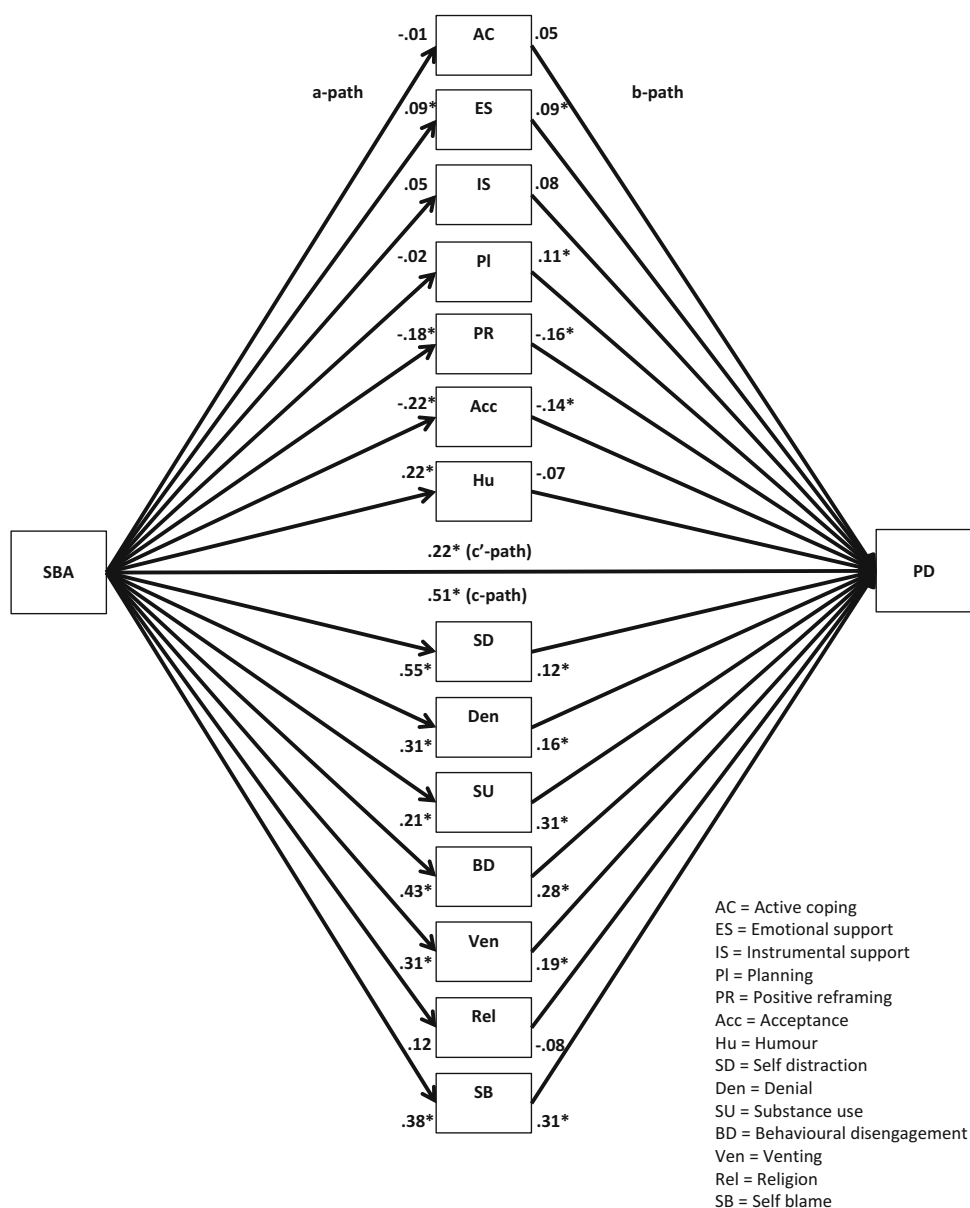 -.01 AC .05
a-path b-path
.09* ES .09*
.05 IS .08
-.02 Pl .11*
-.18* PR -.16*
-.22* Acc -.14*
.22* Hu -.07
.22* (c'-path)
SBA PD
.51* (c-path)
SD
.55* .12*
Den
.31* .16*
SU
.21* .31*
BD
.43* .28*
Ven
.31* .19*
Rel
.12 -.08
SB
.38* .31*
AC = Active coping
ES = Emotional support
IS = Instrumental support
Pl = Planning
PR = Positive reframing
Acc = Acceptance
Hu = Humour
SD = Self distraction
Den = Denial
SU = Substance use
BD = Behavioural disengagement
Ven = Venting
Rel = Religion
SB = Self blame